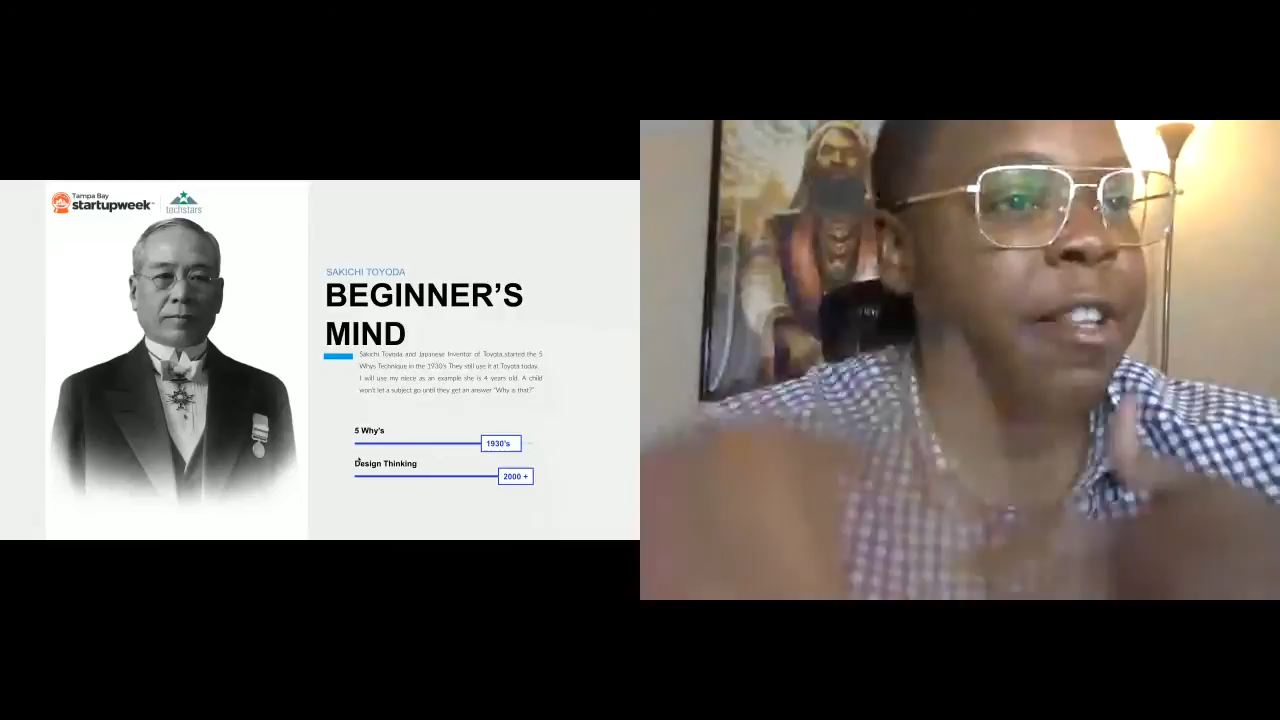 Tampa Bay
startupweek
techstars
SAKICHI TOYODA
BEGINNER'S
MIND
Sakichi Toyoda and Japanese Inventor of Toyota,started the 5
Whys Technique in the 1930's They still use it at Toyota today.
I will use my niece as an example she is 4 years old. A child
won't let a subject go until they get an answer "Why is that?"
5 Why's
1930's
Design Thinking
2000 +